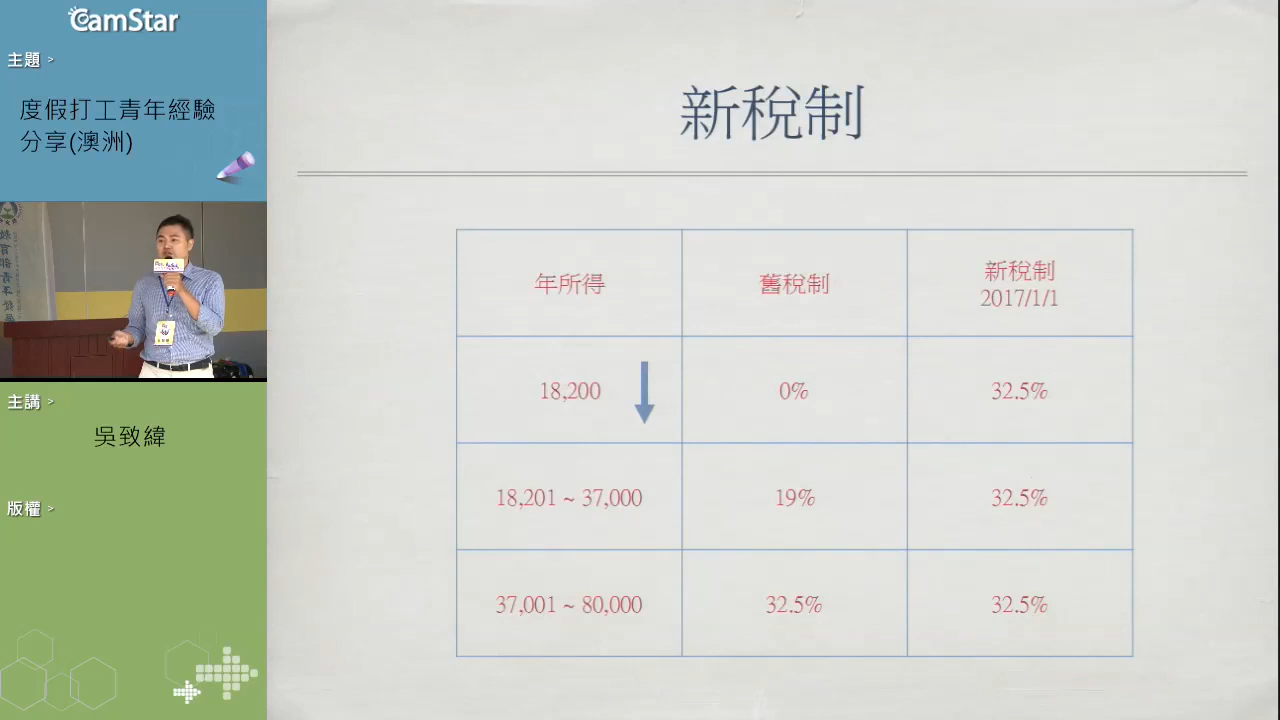 CamStar
主題 >
度假打工青年經驗
分享(澳洲)
主講 >
吳致緯
版權 >
新稅制
年所得
舊稅制
新稅制
2017/1/1
18,200
0%
32.5%
18,201 ~ 37,000
19%
32.5%
37,001 ~ 80,000
32.5%
32.5%